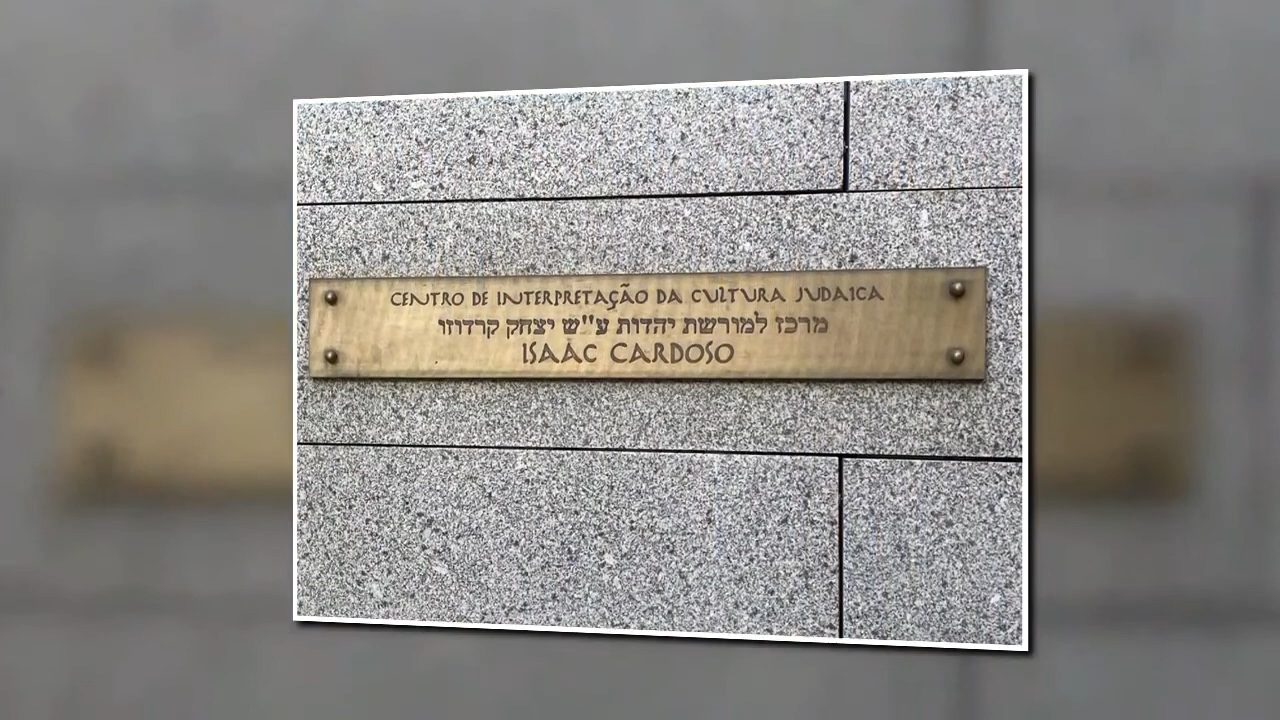 CENTRO DE INTERPRETAÇÃO DA CULTURA JUDAICA
מרכז למורשת יהדות ע"ש יצחק קרדוזו
ISAAC CARDOSO